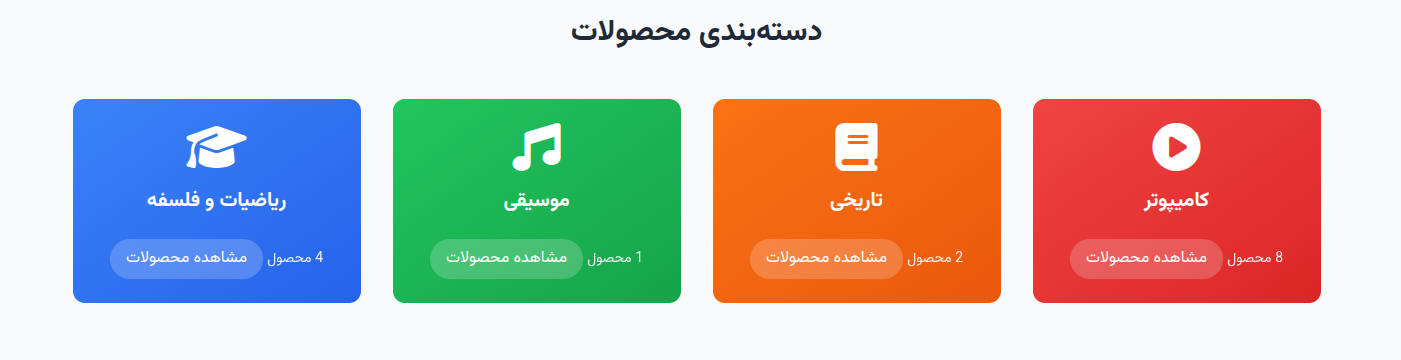 دسته‌بندی محصولات
کامپیوتر
8 محصول مشاهده محصولات
تاریخی
2 محصول مشاهده محصولات
موسیقی
1 محصول مشاهده محصولات
ریاضیات و فلسفه
4 محصول مشاهده محصولات